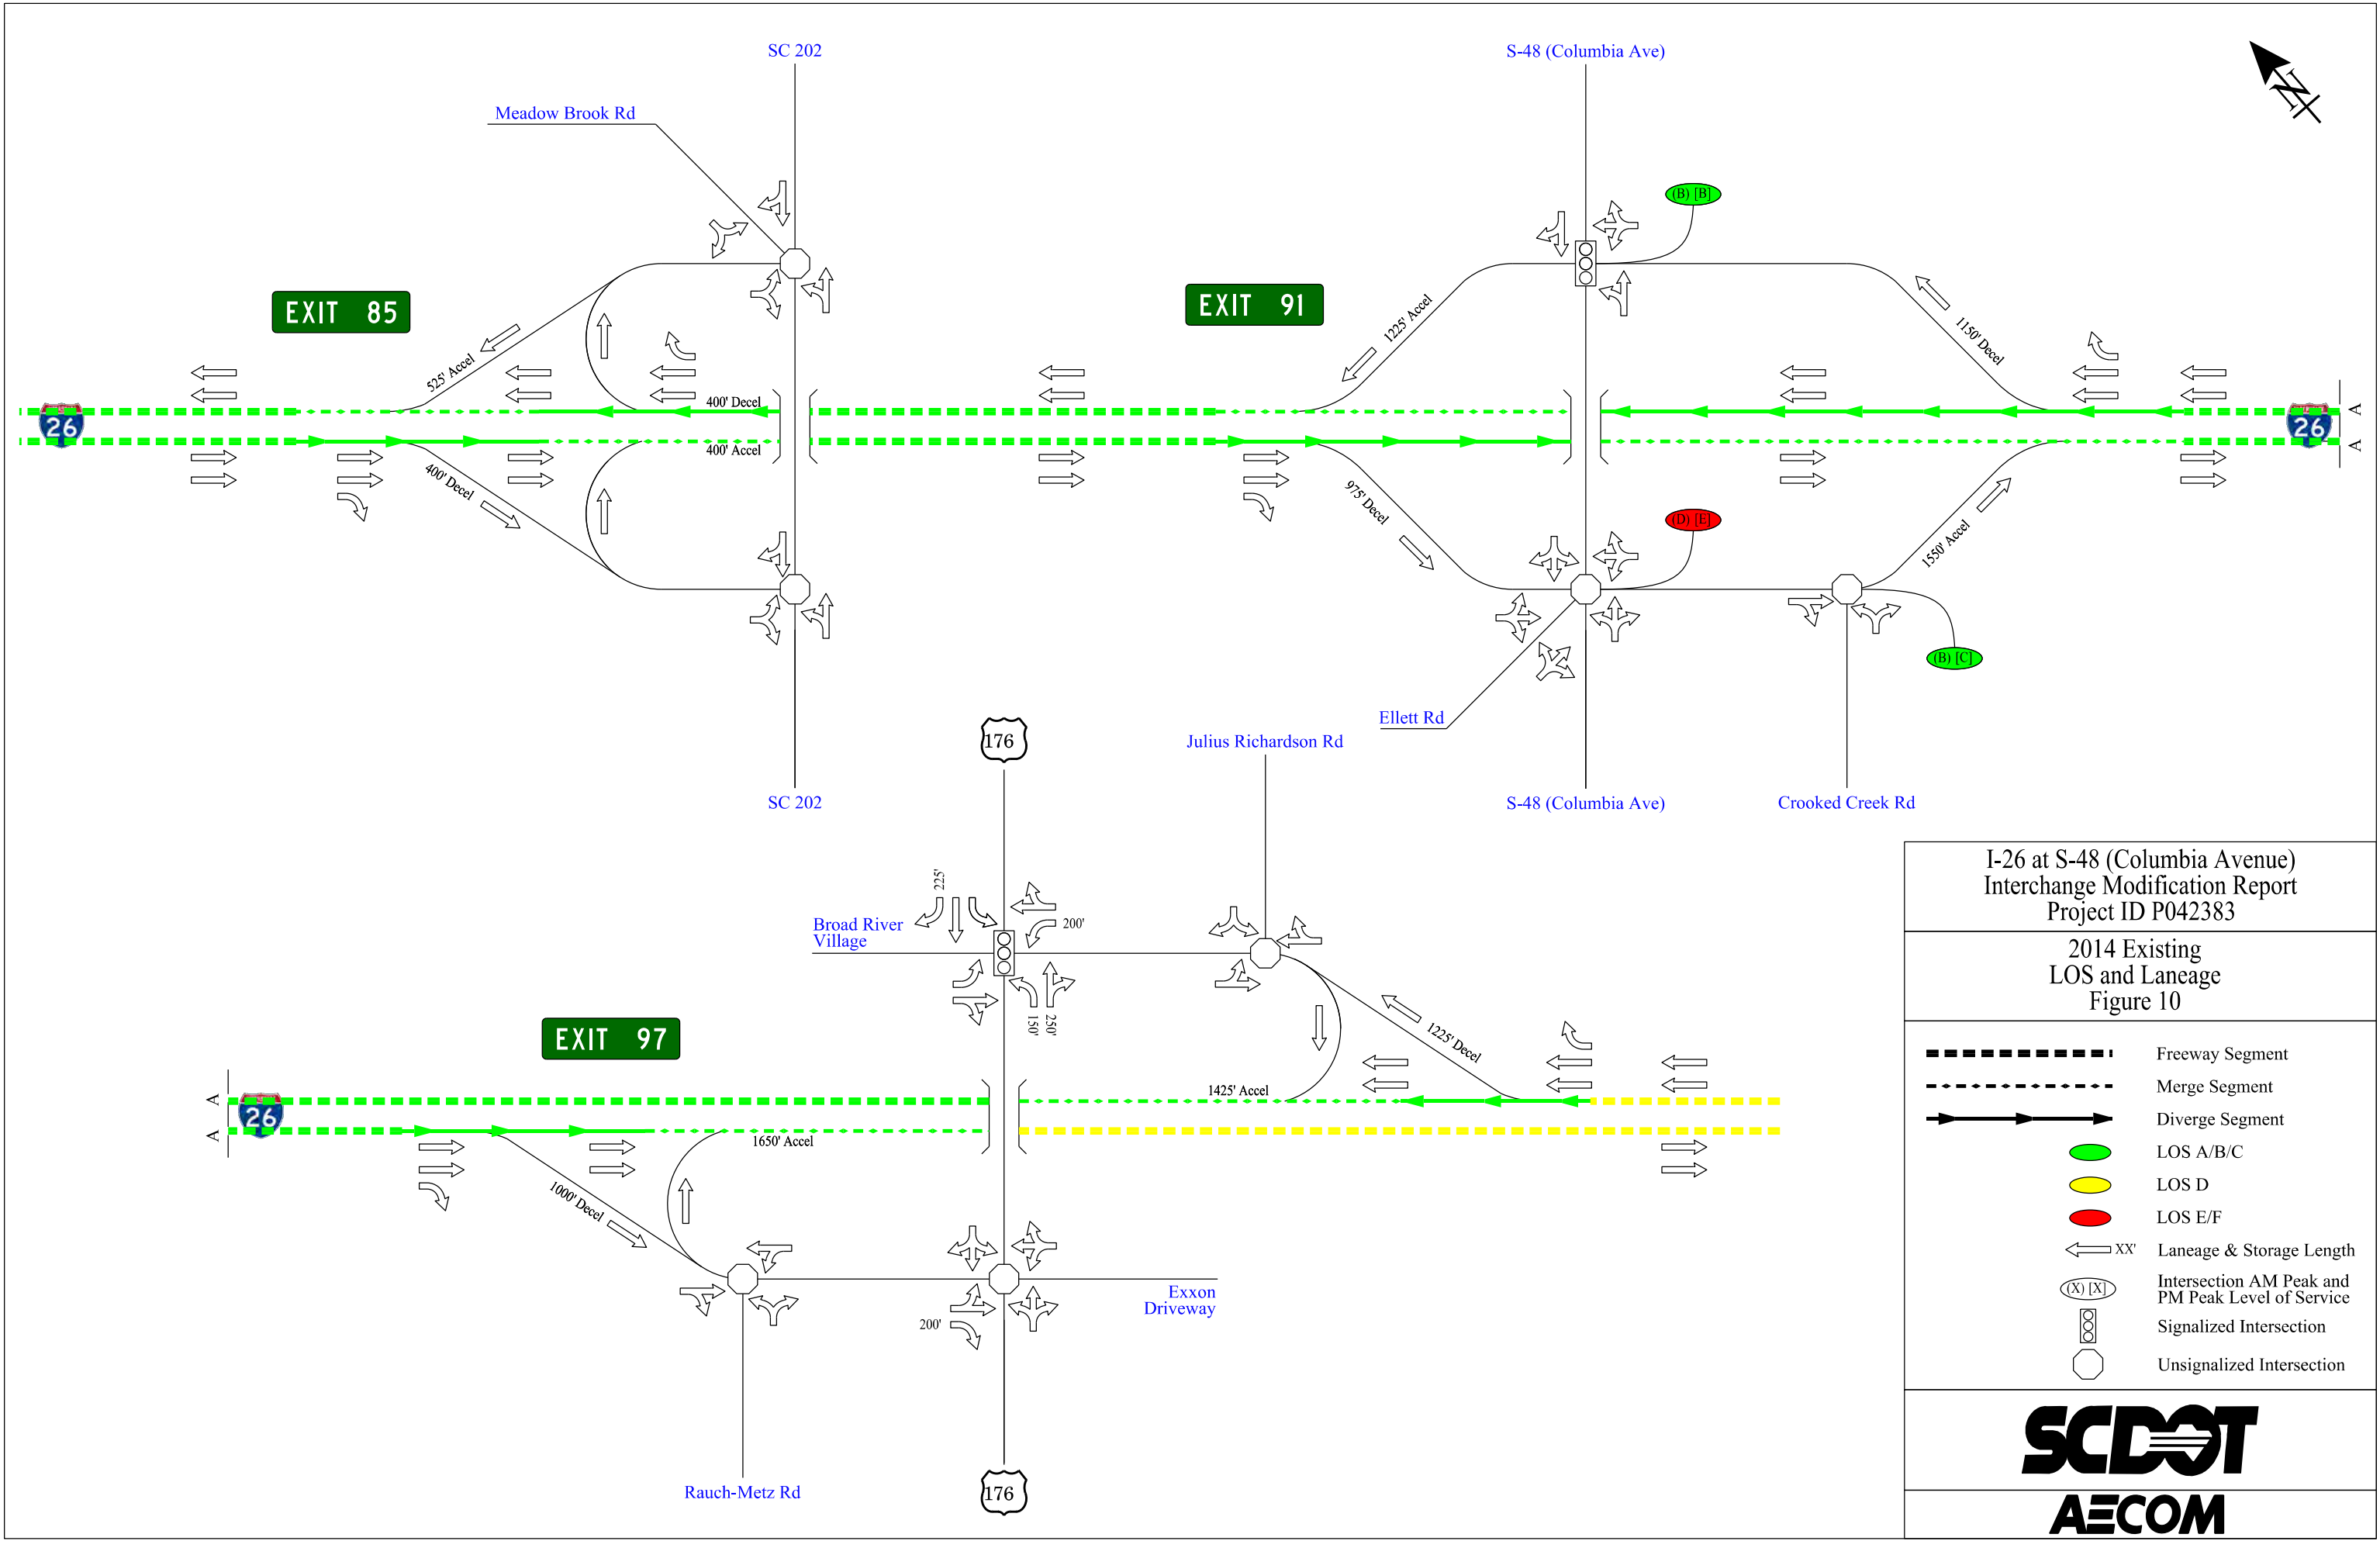 SC 202
S-48 (Columbia Ave)
N
Meadow Brook Rd
(B) [B]
EXIT 85
EXIT 91
525' Accel
400' Decel
1225' Accel
1150' Decel
26
A
26
A
400' Accel
400' Decel
975' Decel
(D) [E]
1550' Accel
(B) [C]
Ellett Rd
SC 202
S-48 (Columbia Ave)
Crooked Creek Rd
176
Julius Richardson Rd
225'
Broad River
Village
200'
150'
250'
EXIT 97
1225' Decel
1425' Accel
A
26
A
1650' Accel
1000' Decel
Exxon
Driveway
200'
Rauch-Metz Rd
176
I-26 at S-48 (Columbia Avenue)
Interchange Modification Report
Project ID P042383
2014 Existing
LOS and Laneage
Figure 10
Freeway Segment
Merge Segment
Diverge Segment
LOS A/B/C
LOS D
LOS E/F
XX' Laneage & Storage Length
(X) [X] Intersection AM Peak and
PM Peak Level of Service
Signalized Intersection
Unsignalized Intersection
SCDOT
AECOM